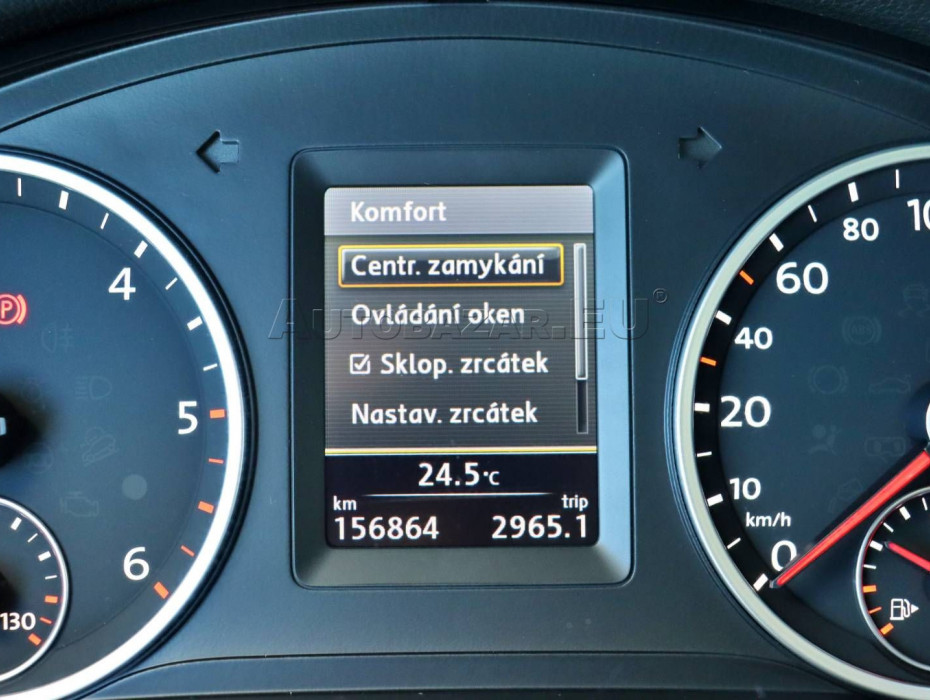 Komfort
Centr. zamykání
Ovládání oken
Sklop. zrcátek
Nastav. zrcátek
24.5°C
km trip
156864 2965.1
4
5
6
130
P
0
10
20
40
60
80
km/h
AUTOBAZAR.EU®